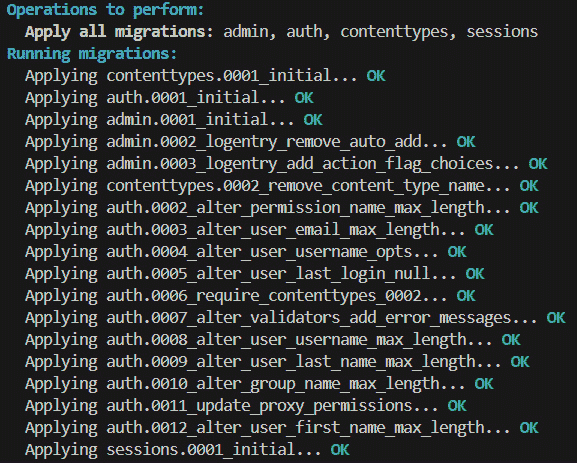 Operations to perform:
Apply all migrations: admin, auth, contenttypes, sessions
Running migrations:
Applying contenttypes.0001_initial... OK
Applying auth.0001_initial... OK
Applying admin.0001_initial... OK
Applying admin.0002_logentry_remove_auto_add... OK
Applying admin.0003_logentry_add_action_flag_choices... OK
Applying contenttypes.0002_remove_content_type_name... OK
Applying auth.0002_alter_permission_name_max_length... OK
Applying auth.0003_alter_user_email_max_length... OK
Applying auth.0004_alter_user_username_opts... OK
Applying auth.0005_alter_user_last_login_null... OK
Applying auth.0006_require_contenttypes_0002... OK
Applying auth.0007_alter_validators_add_error_messages... OK
Applying auth.0008_alter_user_username_max_length... OK
Applying auth.0009_alter_user_last_name_max_length... OK
Applying auth.0010_alter_group_name_max_length... OK
Applying auth.0011_update_proxy_permissions... OK
Applying auth.0012_alter_user_first_name_max_length... OK
Applying sessions.0001_initial... OK